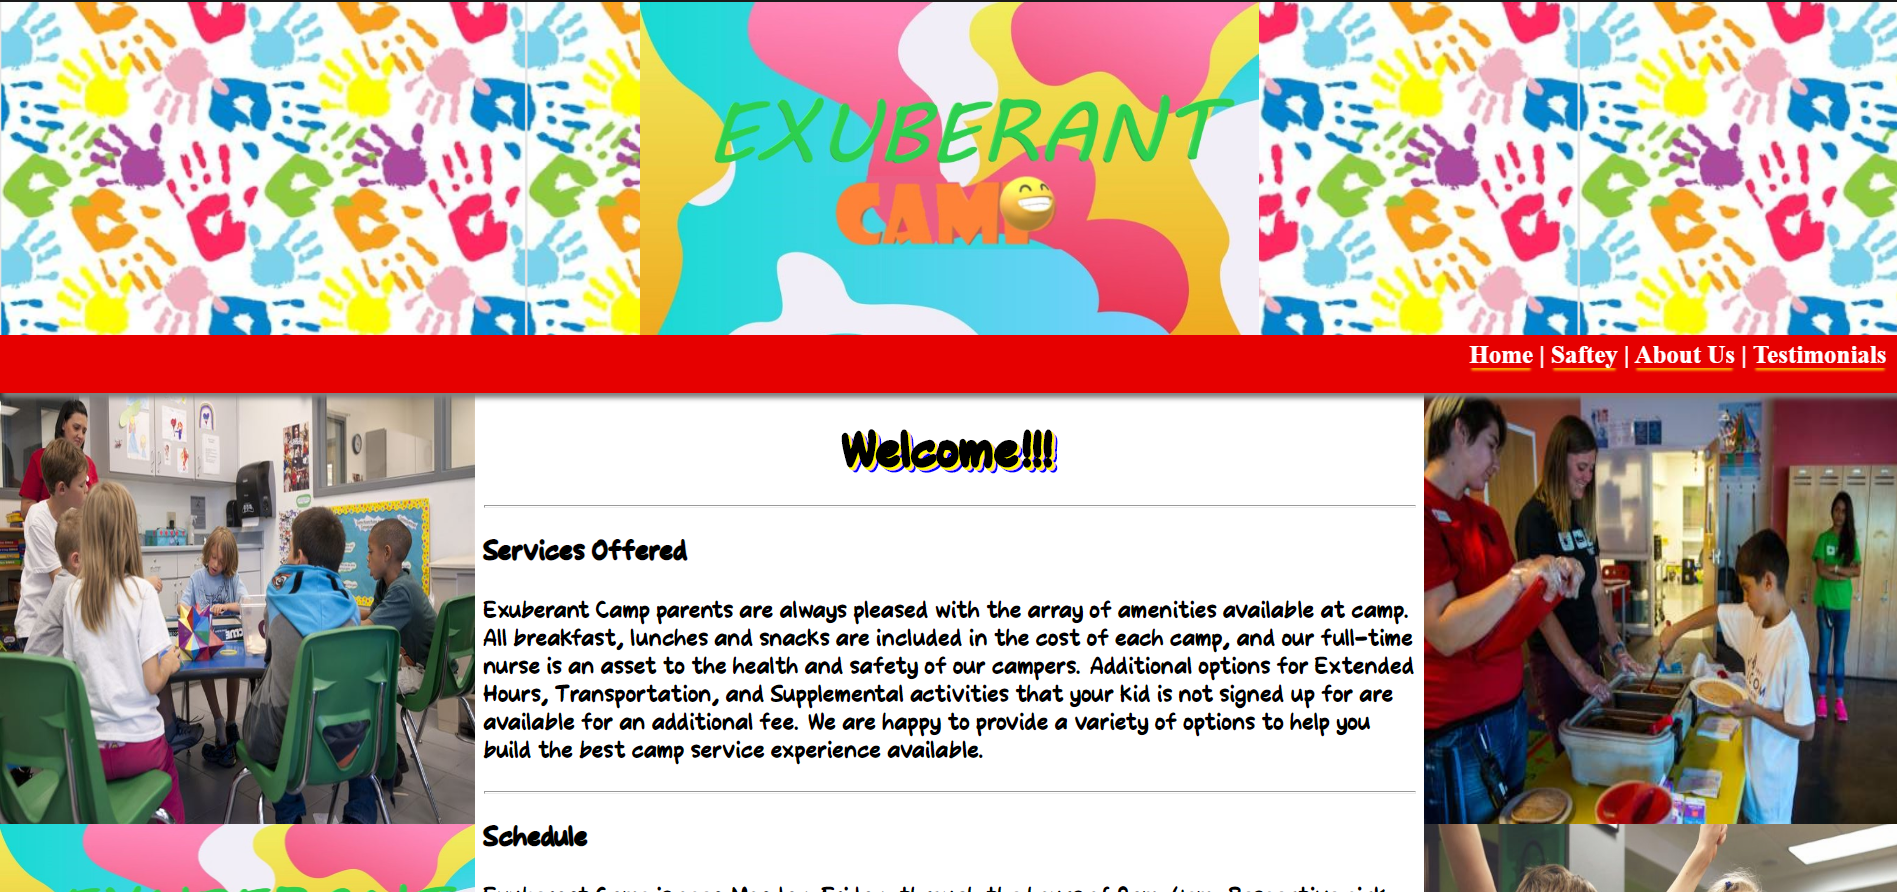 EXUBERANT
CAMP
Home | Saftey | About Us | Testimonials
Welcome!!!
Services Offered
Exuberant Camp parents are always pleased with the array of amenities available at camp.
All breakfast, lunches and snacks are included in the cost of each camp, and our full-time
nurse is an asset to the health and safety of our campers. Additional options for Extended
Hours, Transportation, and Supplemental activities that your kid is not signed up for are
available for an additional fee. We are happy to provide a variety of options to help you
build the best camp service experience available.
Schedule